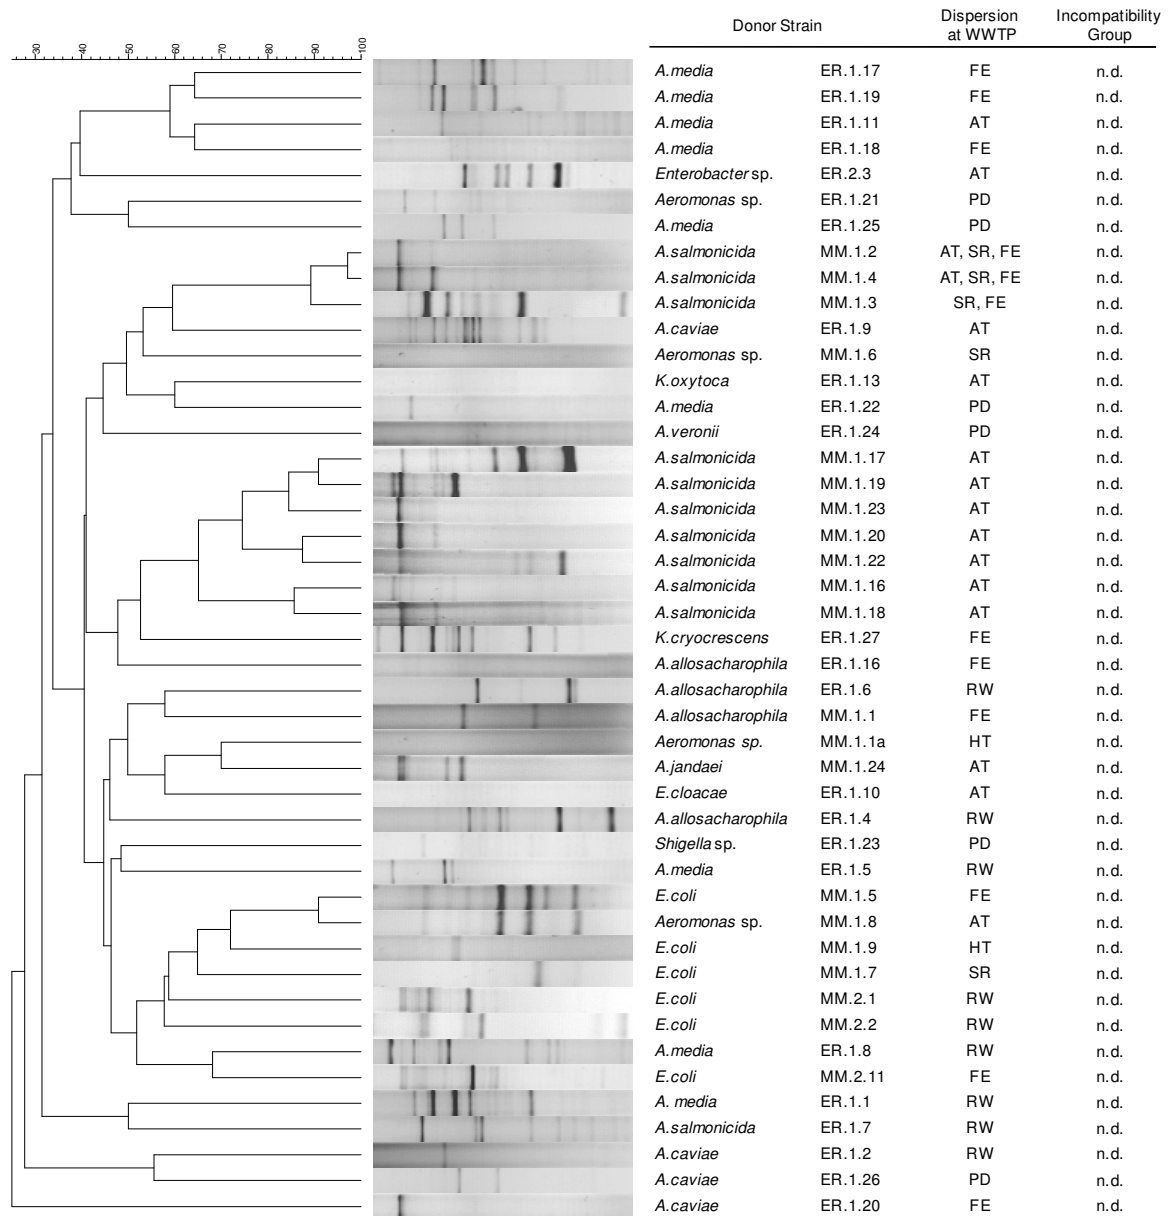 30 40 50 60 70 80 90 100
Donor Strain Dispersion at WWTP Incompatibility Group
A.media ER.1.17 FE n.d.
A.media ER.1.19 FE n.d.
A.media ER.1.11 AT n.d.
A.media ER.1.18 FE n.d.
Enterobacter sp. ER.2.3 AT n.d.
Aeromonas sp. ER.1.21 PD n.d.
A.media ER.1.25 PD n.d.
A.salmonicida MM.1.2 AT, SR, FE n.d.
A.salmonicida MM.1.4 AT, SR, FE n.d.
A.salmonicida MM.1.3 SR, FE n.d.
A.caviae ER.1.9 AT n.d.
Aeromonas sp. MM.1.6 SR n.d.
K.oxytoca ER.1.13 AT n.d.
A.media ER.1.22 PD n.d.
A.veronii ER.1.24 PD n.d.
A.salmonicida MM.1.17 AT n.d.
A.salmonicida MM.1.19 AT n.d.
A.salmonicida MM.1.23 AT n.d.
A.salmonicida MM.1.20 AT n.d.
A.salmonicida MM.1.22 AT n.d.
A.salmonicida MM.1.16 AT n.d.
A.salmonicida MM.1.18 AT n.d.
K.cryocrescens ER.1.27 FE n.d.
A.allosacharophila ER.1.16 FE n.d.
A.allosacharophila ER.1.6 RW n.d.
A.allosacharophila MM.1.1 FE n.d.
Aeromonas sp. MM.1.1a HT n.d.
A.jandaei MM.1.24 AT n.d.
E.cloacae ER.1.10 AT n.d.
A.allosacharophila ER.1.4 RW n.d.
Shigella sp. ER.1.23 PD n.d.
A.media ER.1.5 RW n.d.
E.coli MM.1.5 FE n.d.
Aeromonas sp. MM.1.8 AT n.d.
E.coli MM.1.9 HT n.d.
E.coli MM.1.7 SR n.d.
E.coli MM.2.1 RW n.d.
E.coli MM.2.2 RW n.d.
A.media ER.1.8 RW n.d.
E.coli MM.2.11 FE n.d.
A. media ER.1.1 RW n.d.
A.salmonicida ER.1.7 RW n.d.
A.caviae ER.1.2 RW n.d.
A.caviae ER.1.26 PD n.d.
A.caviae ER.1.20 FE n.d.